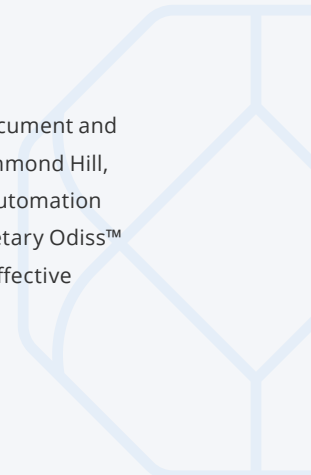 cument and
nmond Hill,
utomation
etary Odiss™
ffective